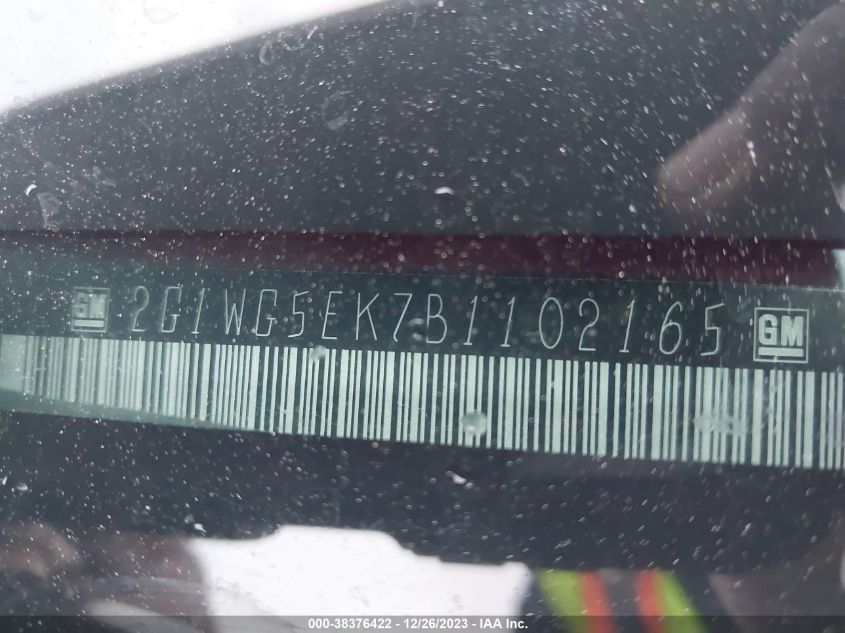 GM 2G1WG5EK7B1102165 GM
000-38376422 - 12/26/2023 - IAA Inc.